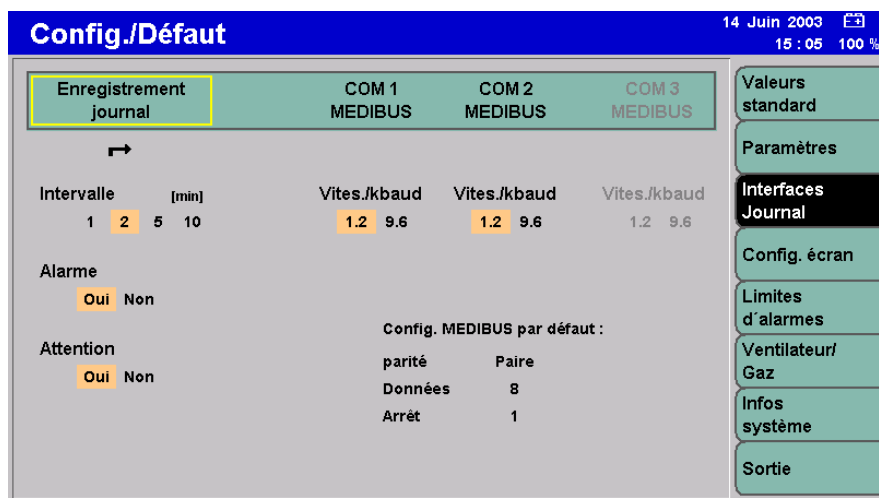 Config./Défaut
14 Juin 2003
15 : 05 100 %
Enregistrement
journal
COM 1
MEDIBUS
COM 2
MEDIBUS
COM 3
MEDIBUS
Intervalle [min]
1 2 5 10
Vites./kbaud
1.2 9.6
Vites./kbaud
1.2 9.6
Vites./kbaud
1.2 9.6
Alarme
Oui Non
Attention
Oui Non
Config. MEDIBUS par défaut :
parité Paire
Données 8
Arrêt 1
Valeurs
standard
Paramètres
Interfaces
Journal
Config. écran
Limites
d´alarmes
Ventilateur/
Gaz
Infos
système
Sortie